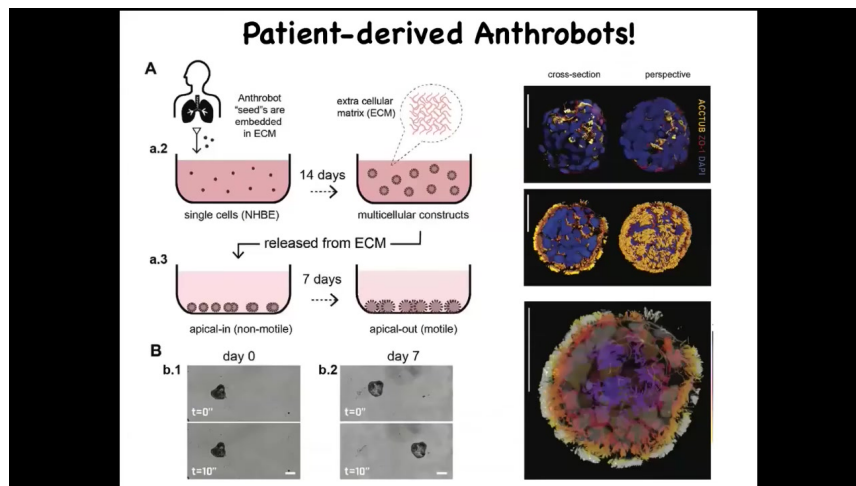 Patient-derived Anthrobots!
A
Anthrobot
"seed"s are
embedded
in ECM
extra cellular
matrix (ECM)
a.2
14 days
single cells (NHBE)
multicellular constructs
released from ECM
a.3
7 days
apical-in (non-motile)
apical-out (motile)
B
day 0
day 7
b.1
b.2
t=0"
t=0"
t=10"
t=10"
cross-section
perspective
ACCTUB ZO-1 DAPI